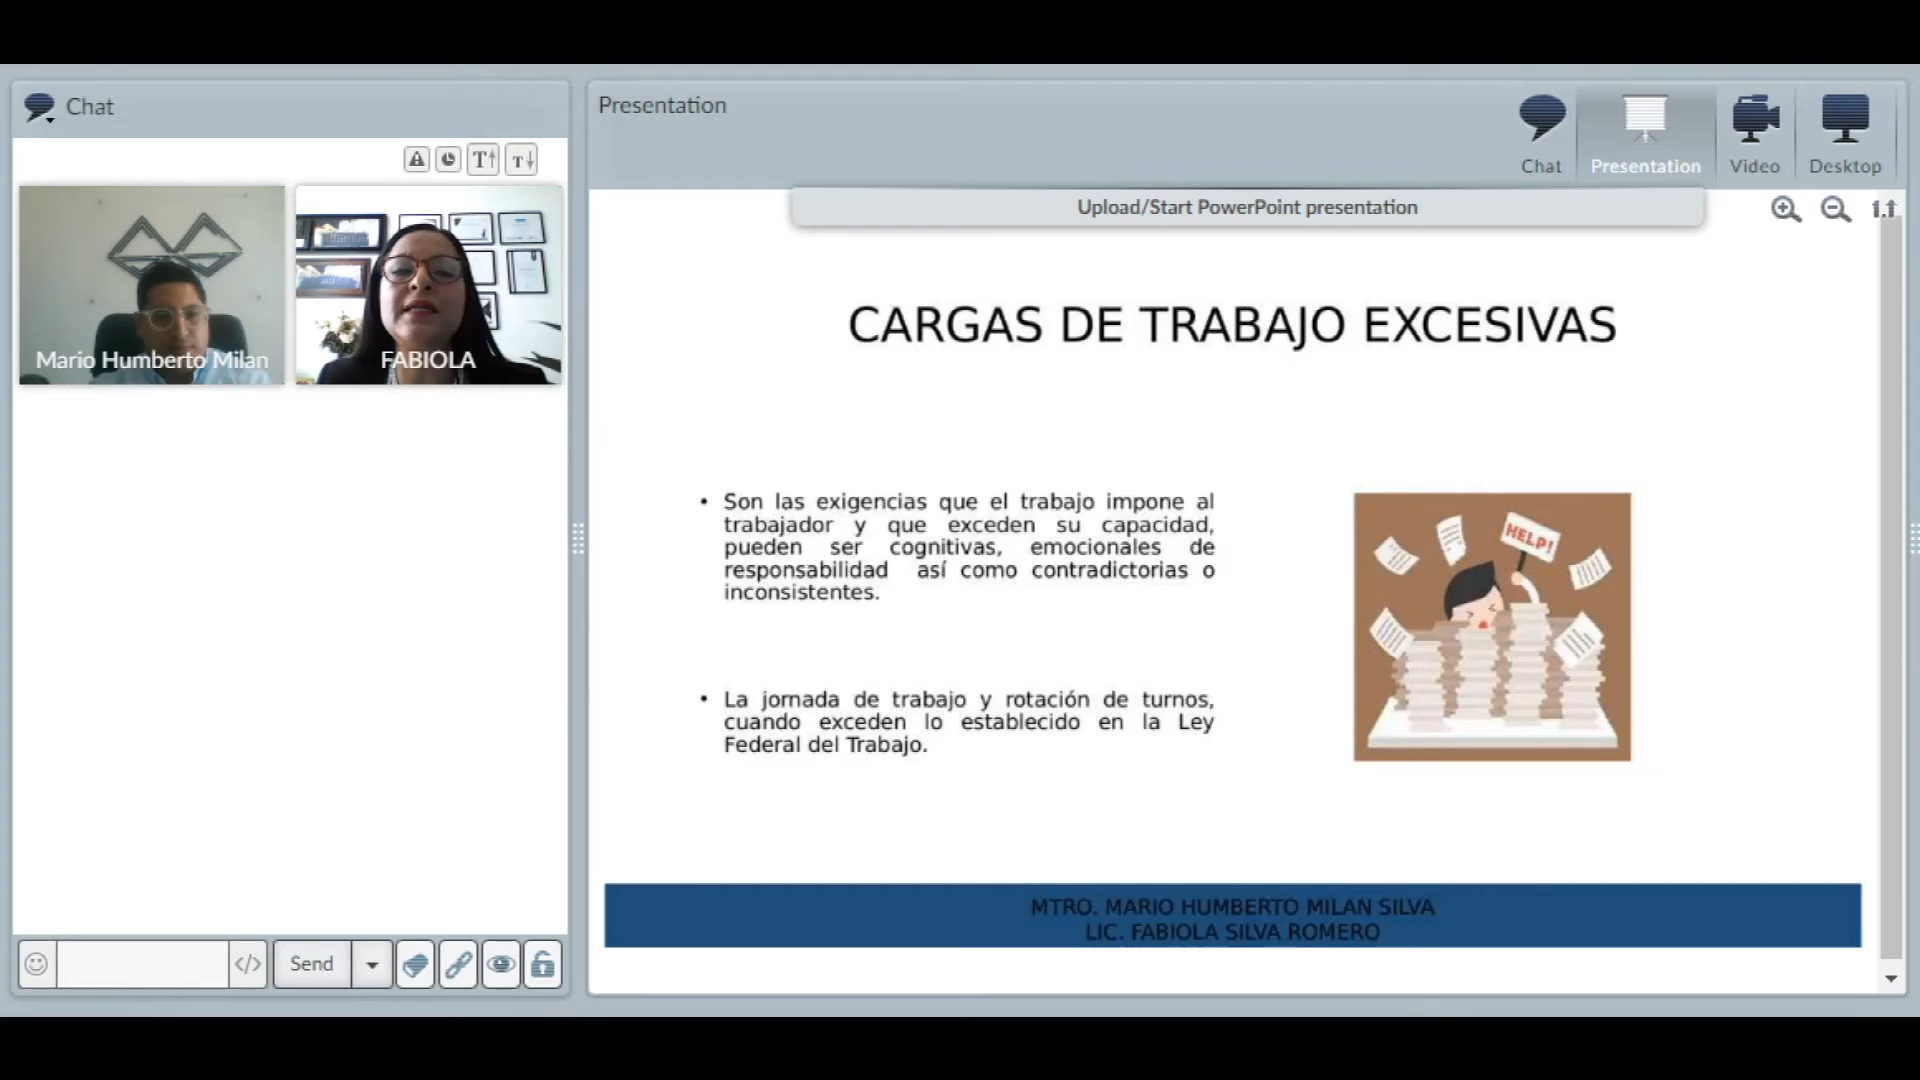 Chat
Presentation
Chat
Presentation
Video
Desktop
Upload/Start PowerPoint presentation
1:1
Mario Humberto Milan
FABIOLA
CARGAS DE TRABAJO EXCESIVAS
• Son las exigencias que el trabajo impone al
trabajador y que exceden su capacidad,
pueden ser cognitivas, emocionales de
responsabilidad así como contradictorias o
inconsistentes.
HELP!
• La jornada de trabajo y rotación de turnos,
cuando exceden lo establecido en la Ley
Federal del Trabajo.
MTRO. MARIO HUMBERTO MILAN SILVA
LIC. FABIOLA SILVA ROMERO
Send